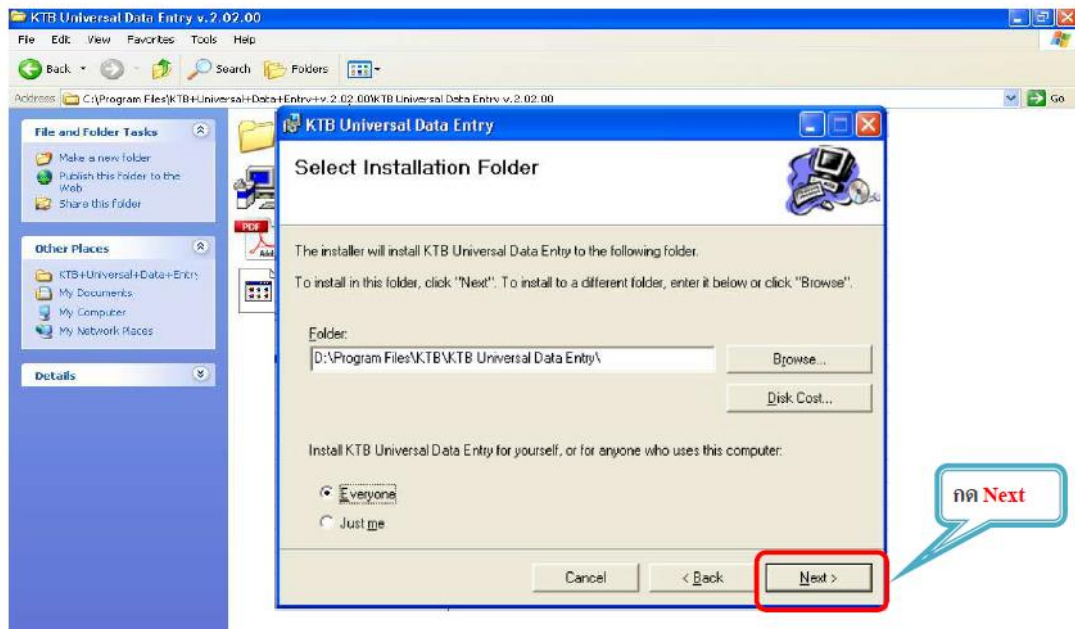 KTB Universal Data Entry v.2.02.00
File Edit View Favorites Tools Help
Back Search Folders
Address C:\Program Files\KTB+Universal+Data+Entry+v.2.02.00\KTB Universal Data Entry v.2.02.00 Go
File and Folder Tasks
Make a new folder
Publish this folder to the
Web
Share this folder
Other Places
KTB+Universal+Data+Entry
My Documents
My Computer
My Network Places
Details
PDF
KTB Universal Data Entry
Select Installation Folder
The installer will install KTB Universal Data Entry to the following folder.
To install in this folder, click "Next". To install to a different folder, enter it below or click "Browse".
Folder:
D:\Program Files\KTB\KTB Universal Data Entry\
Browse...
Disk Cost...
Install KTB Universal Data Entry for yourself, or for anyone who uses this computer:
Everyone
Just me
Cancel < Back Next >
กด Next